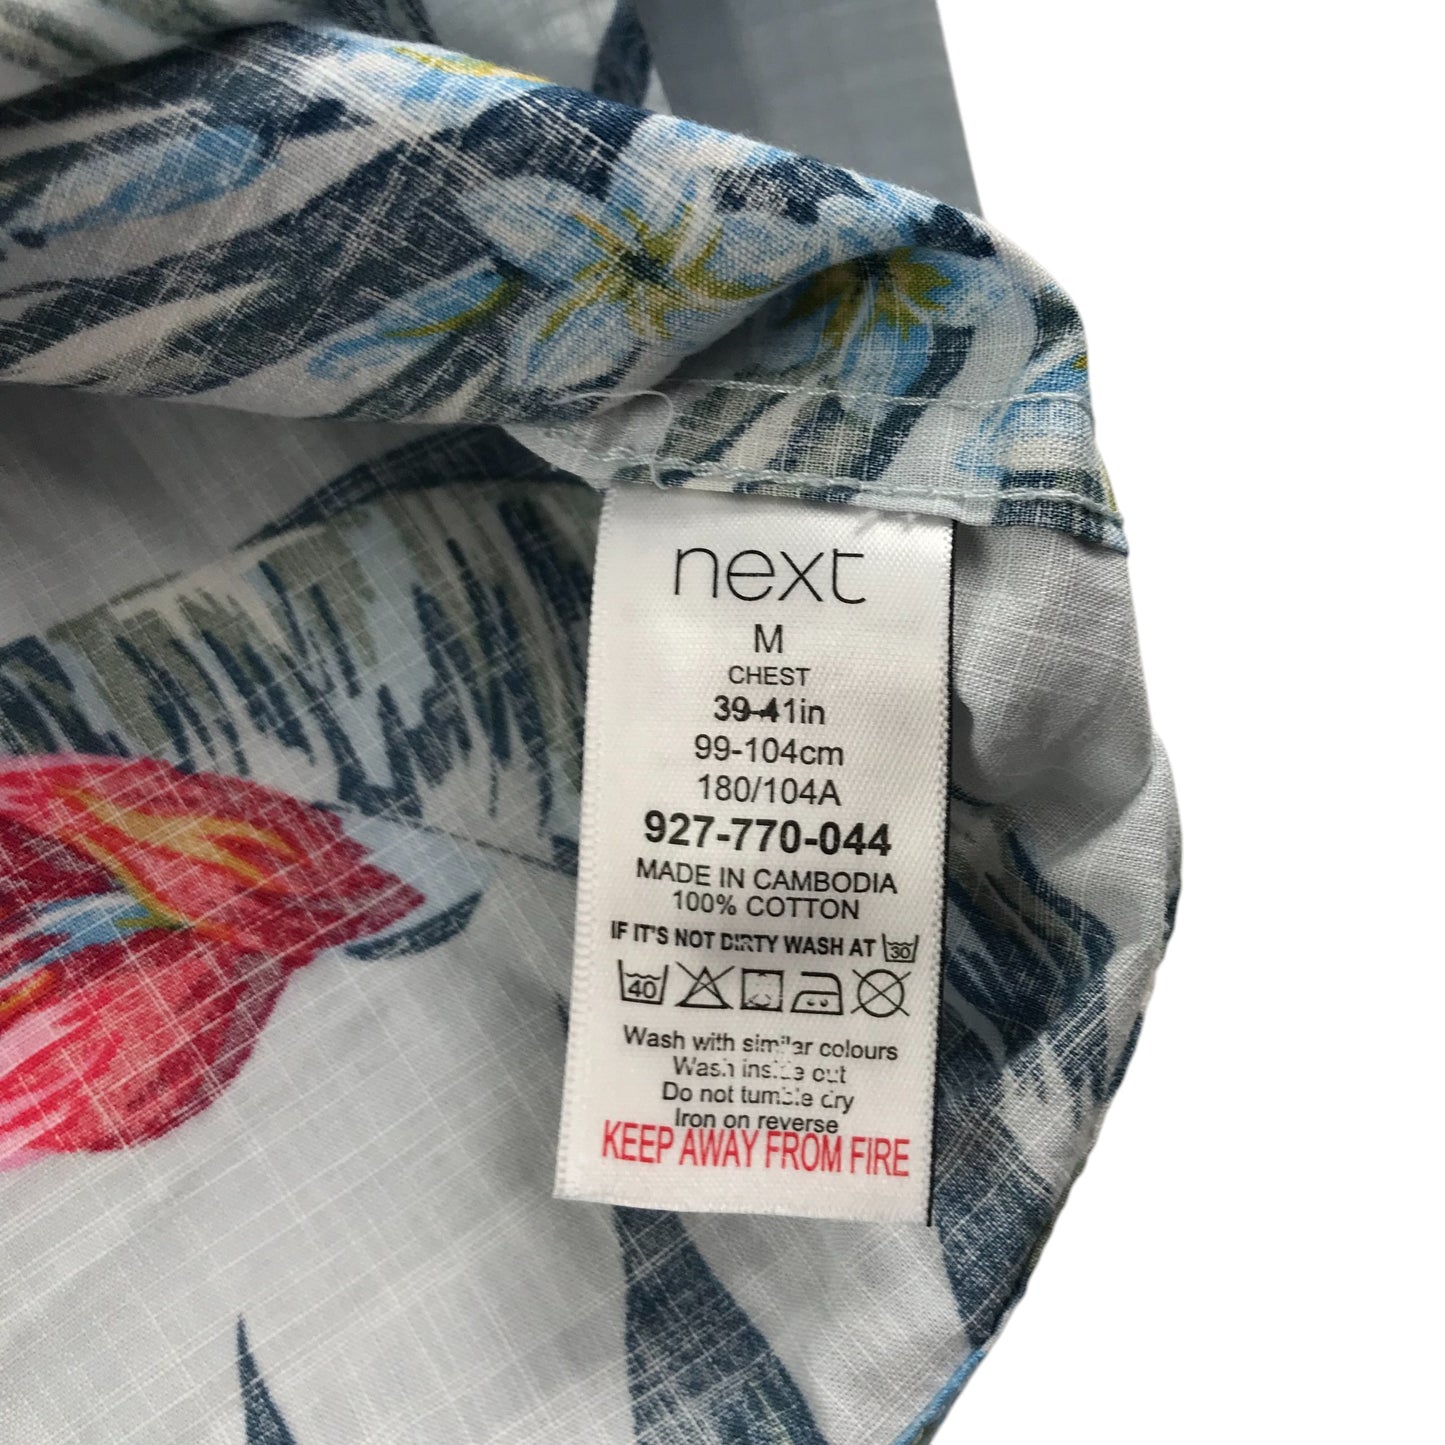 next
M
CHEST
39-41in
99-104cm
180/104A
927-770-044
MADE IN CAMBODIA
100% COTTON
IF IT'S NOT DIRTY WASH AT 30
40
Wash with similar colours
Wash inside out
Do not tumble dry
Iron on reverse
KEEP AWAY FROM FIRE